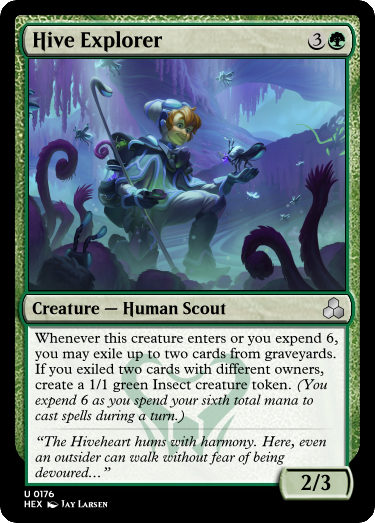 Hive Explorer 3
Creature — Human Scout
Whenever this creature enters or you expend 6,
you may exile up to two cards from graveyards.
If you exiled two cards with different owners,
create a 1/1 green Insect creature token. (You
expend 6 as you spend your sixth total mana to
cast spells during a turn.)
“The Hiveheart hums with harmony. Here, even
an outsider can walk without fear of being
devoured…”
2/3
U 0176
HEX Jay Larsen